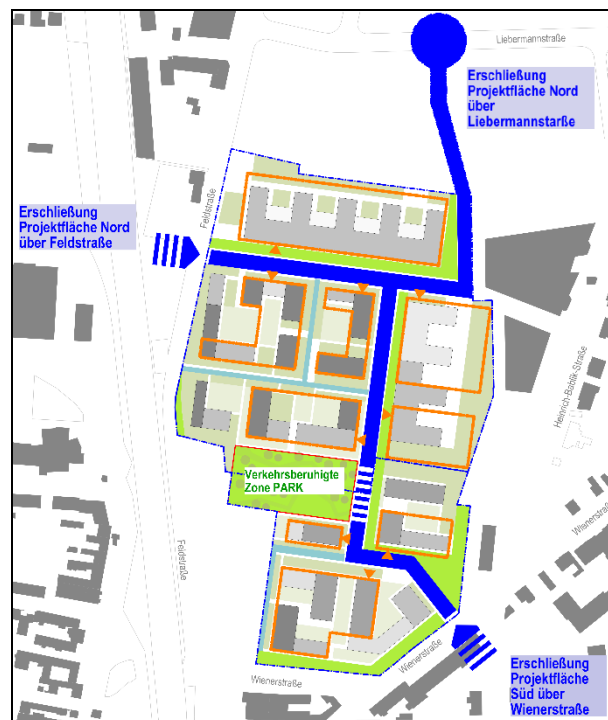 Liebermannstraße
Erschließung
Projektfläche Nord
über
Liebermannstarße
Feldstraße
Erschließung
Projektfläche Nord
über Feldstraße
Heinrich-Bablik-Straße
Verkehrsberuhigte
Zone PARK
Wienerstraße
Feldstraße
Wienerstraße
Wienerstraße
Erschließung
Projektfläche
Süd über
Wienerstraße